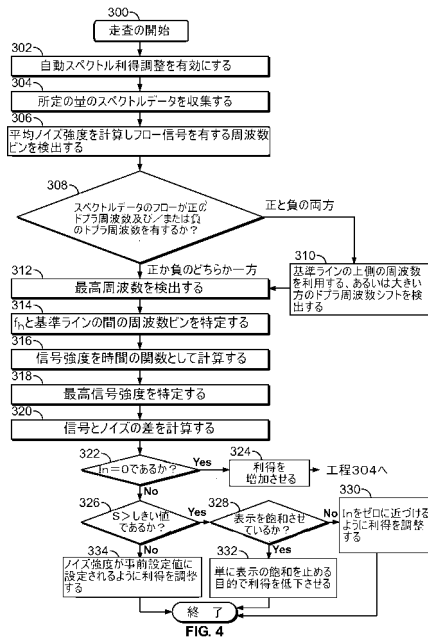 300
走査の開始
302
自動スペクトル利得調整を有効にする
304
所定の量のスペクトルデータを収集する
306
平均ノイズ強度を計算しフロー信号を有する周波数
ビンを検出する
308
スペクトルデータのフローが正の
ドプラ周波数及び/または負の
ドプラ周波数を有するか?
正と負の両方
310
基準ラインの上側の周波数
を利用する、あるいは大きい
方のドプラ周波数シフトを検
出する
正か負のどちらか一方
312
最高周波数を検出する
314
fhと基準ラインの間の周波数ビンを特定する
316
信号強度を時間の関数として計算する
318
最高信号強度を特定する
320
信号とノイズの差を計算する
322
In=0であるか?
Yes
324
利得を
増加させる
工程304へ
No
326
S>しきい値
であるか?
Yes
328
表示を飽和させ
ているか?
No
330
Inをゼロに近づける
ように利得を調整
する
No
334
ノイズ強度が事前設定値に
設定されるように利得を調整
する
Yes
332
単に表示の飽和を止める
目的で利得を低下させる
終了
FIG. 4